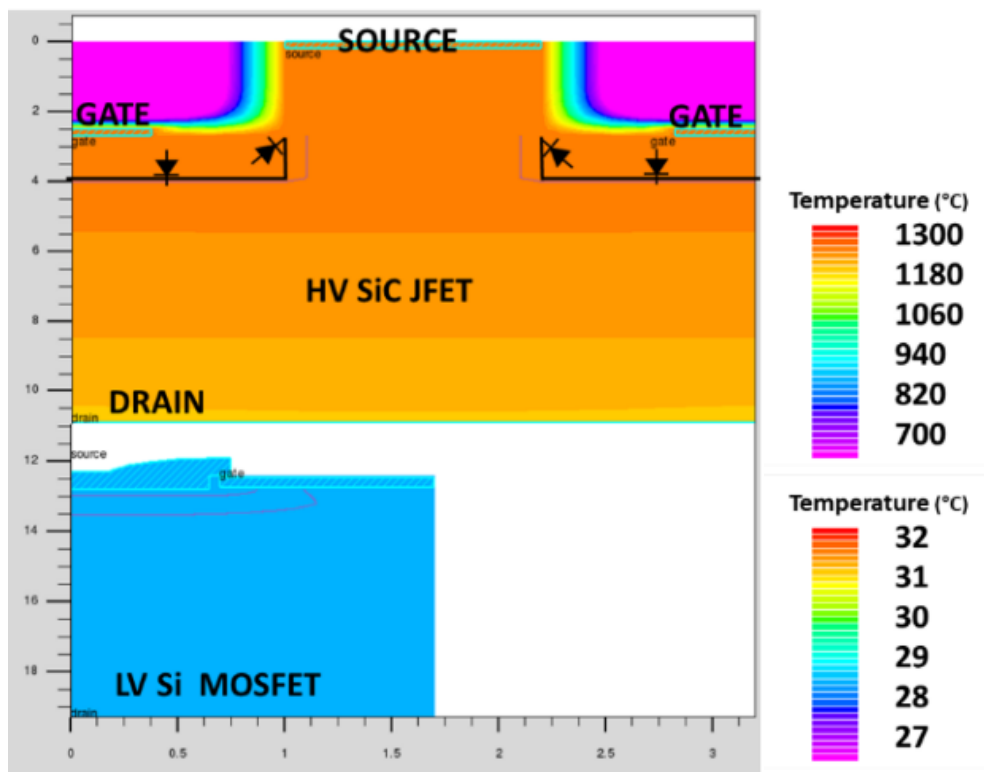 0
SOURCE
source
2
GATE
GATE
gate
gate
4
Temperature (°C)
1300
1180
1060
940
820
700
6
HV SiC JFET
8
10
DRAIN
drain
12
source
gate
Temperature (°C)
32
31
30
29
28
27
14
16
18
LV Si MOSFET
drain
0
0.5
1
1.5
2
2.5
3